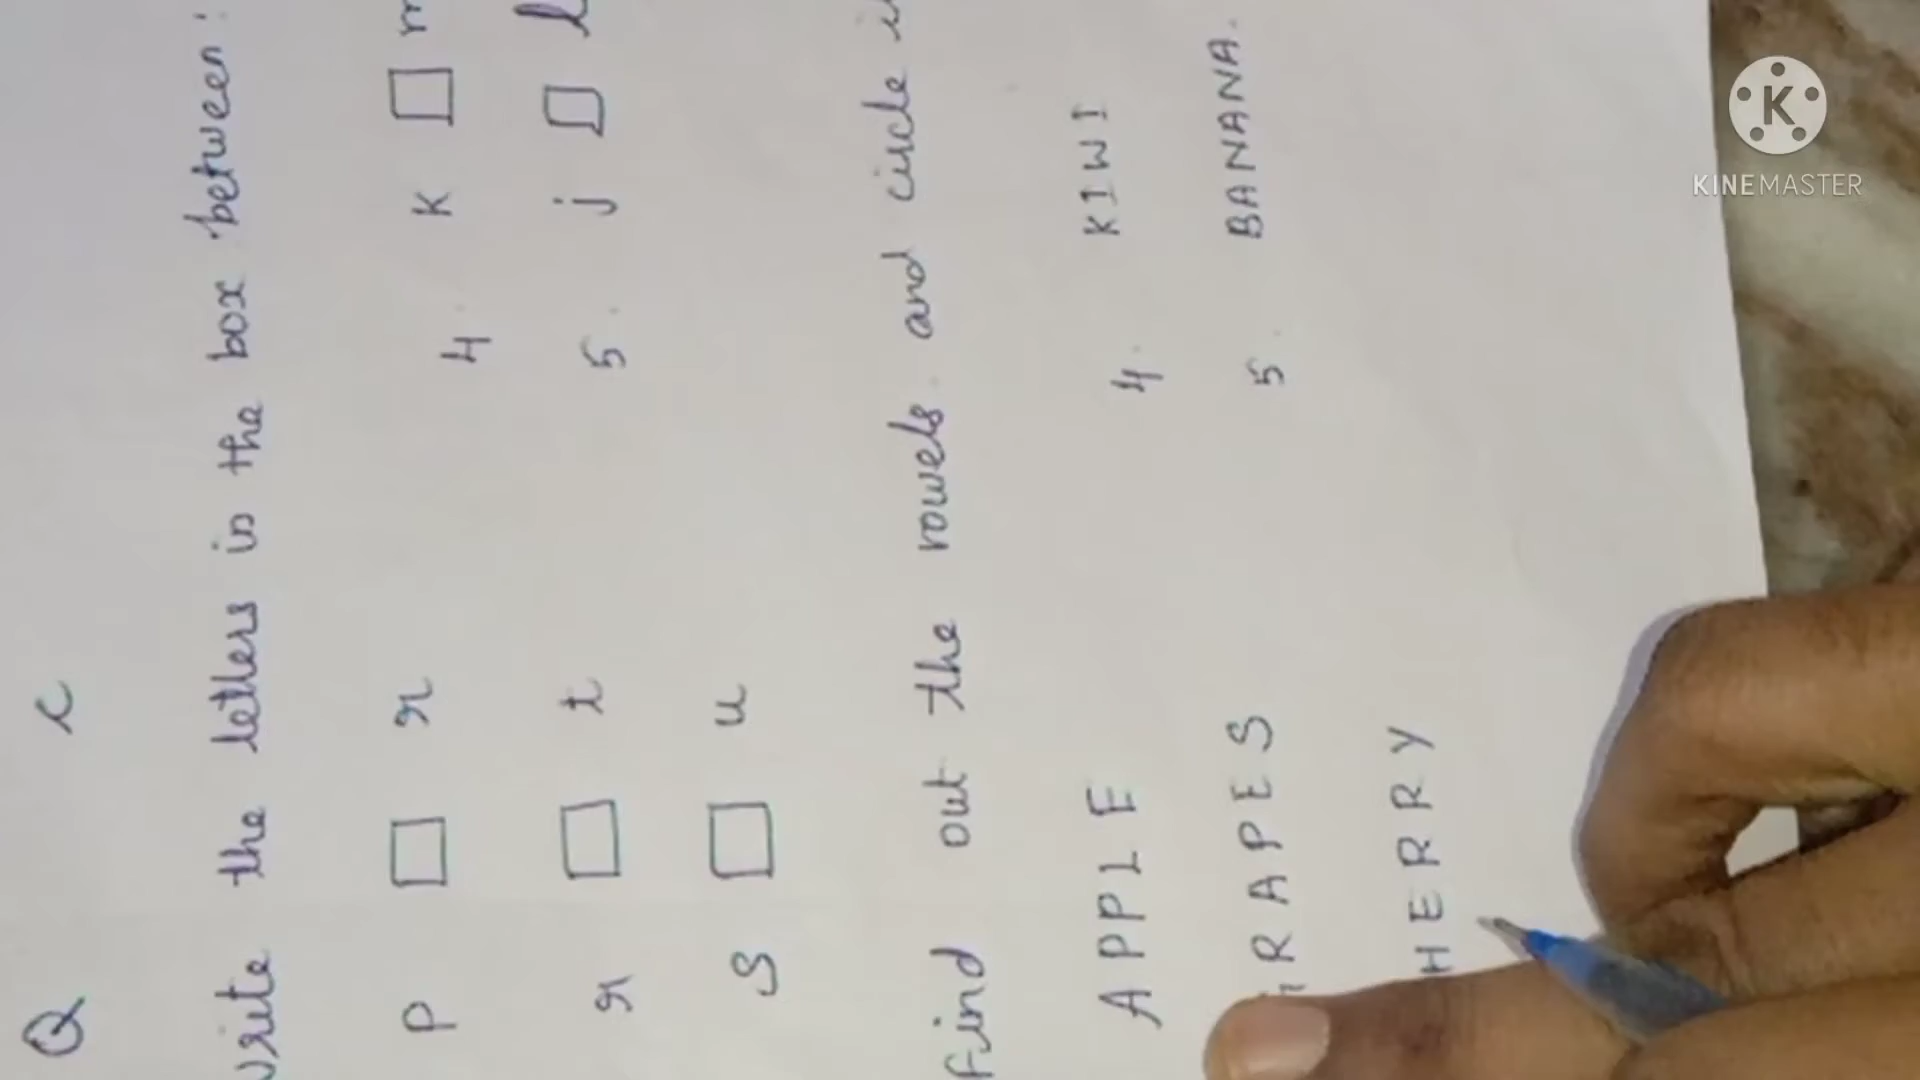 Q c
write the letters in the box between :
p □ r 4. K □ m
r □ t 5. j □ l
s □ u
find out the vowels and circle it
APPLE 4. KIWI
RAPES 5. BANANA.
HERRY
KINEMASTER